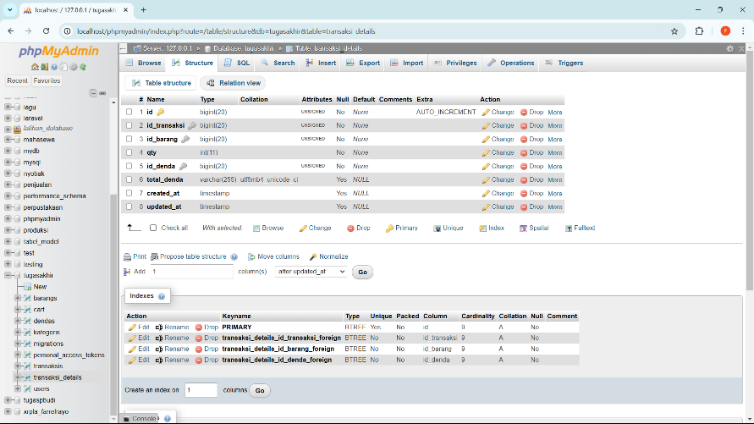 localhost / 127.0.0.1 / tugasakh
localhost/phpmyadmin/index.php?route=/table/structure&db=tugasakhir&table=transaksi_details
phpMyAdmin
Recent Favorites
lagu
laravel
latihan_database
mahasewa
medb
mysql
nyobak
penjualan
performance_schema
perpustakaan
phpmyadmin
produksi
tabel_model
test
testing
tugasakhir
New
barangs
cart
dendas
kategoris
migrations
personal_access_tokens
transaksis
transaksi_details
users
tugaspbudi
Server: 127.0.0.1 » Database: tugasakhir » Table: transaksi_details
Browse Structure SQL Search Insert Export Import Privileges Operations Triggers
Table structure Relation view
# Name Type Collation Attributes Null Default Comments Extra Action
1 id bigint(20) UNSIGNED No None AUTO_INCREMENT Change Drop More
2 id_transaksi bigint(20) UNSIGNED No None Change Drop More
3 id_barang bigint(20) UNSIGNED No None Change Drop More
4 qty int(11) No None Change Drop More
5 id_denda bigint(20) UNSIGNED No None Change Drop More
6 total_denda varchar(255) utf8mb4_unicode_ci Yes NULL Change Drop More
7 created_at timestamp Yes NULL Change Drop More
8 updated_at timestamp Yes NULL Change Drop More
Check all With selected: Browse Change Drop Primary Unique Index Spatial Fulltext
Print Propose table structure Move columns Normalize
Add 1 column(s) after updated_at Go
Indexes
Action Keyname Type Unique Packed Column Cardinality Collation Null Comment
Edit Rename Drop PRIMARY BTREE Yes No id 9 A No
Edit Rename Drop transaksi_details_id_transaksi_foreign BTREE No No id_transaksi 9 A No
Edit Rename Drop transaksi_details_id_barang_foreign BTREE No No id_barang 9 A No
Edit Rename Drop transaksi_details_id_denda_foreign BTREE No No id_denda 9 A No
Create an index on 1 columns Go
Console